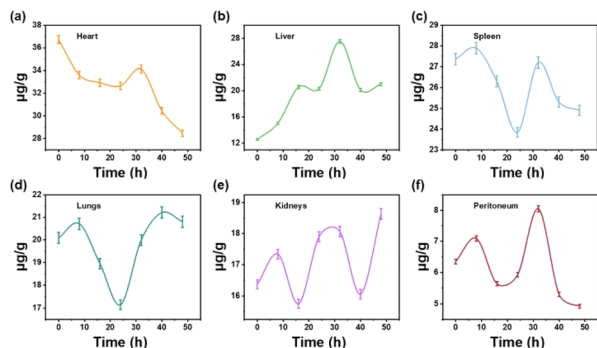 (a)
Heart
µg/g
38
36
34
32
30
28
0 10 20 30 40 50
Time (h)
(b)
Liver
µg/g
28
24
20
16
12
0 10 20 30 40 50
Time (h)
(c)
Spleen
µg/g
29
28
27
26
25
24
23
0 10 20 30 40 50
Time (h)
(d)
Lungs
µg/g
22
21
20
19
18
17
0 10 20 30 40 50
Time (h)
(e)
Kidneys
µg/g
19
18
17
16
0 10 20 30 40 50
Time (h)
(f)
Peritoneum
µg/g
8
7
6
5
0 20 40 60
Time (h)